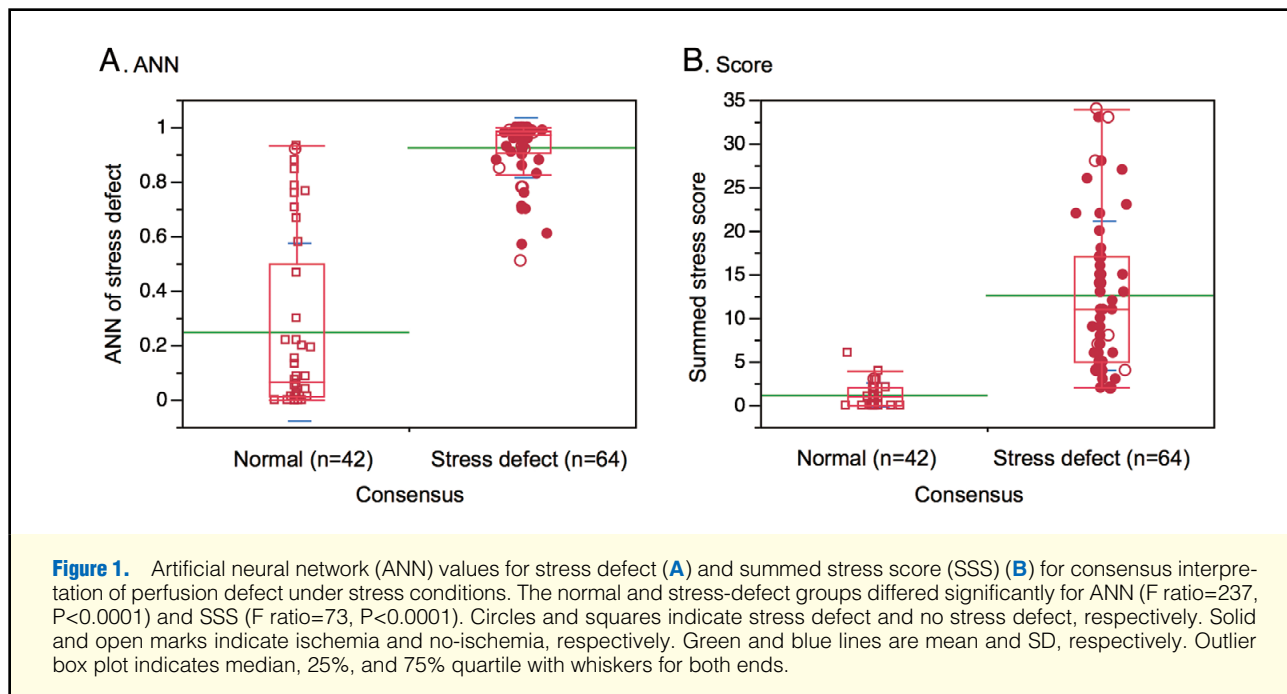 A. ANN
B. Score
ANN of stress defect
1
0.8
0.6
0.4
0.2
0
Normal (n=42)
Stress defect (n=64)
Consensus
Summed stress score
35
30
25
20
15
10
5
0
Normal (n=42)
Stress defect (n=64)
Consensus
Figure 1. Artificial neural network (ANN) values for stress defect (A) and summed stress score (SSS) (B) for consensus interpre-
tation of perfusion defect under stress conditions. The normal and stress-defect groups differed significantly for ANN (F ratio=237,
P<0.0001) and SSS (F ratio=73, P<0.0001). Circles and squares indicate stress defect and no stress defect, respectively. Solid
and open marks indicate ischemia and no-ischemia, respectively. Green and blue lines are mean and SD, respectively. Outlier
box plot indicates median, 25%, and 75% quartile with whiskers for both ends.